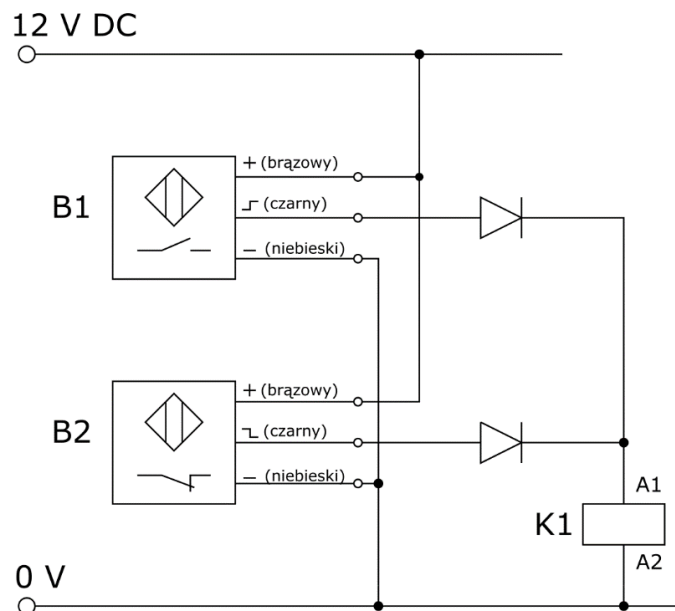 12 V DC
B1
+ (brązowy)
(czarny)
− (niebieski)
B2
+ (brązowy)
(czarny)
− (niebieski)
K1
A1
A2
0 V